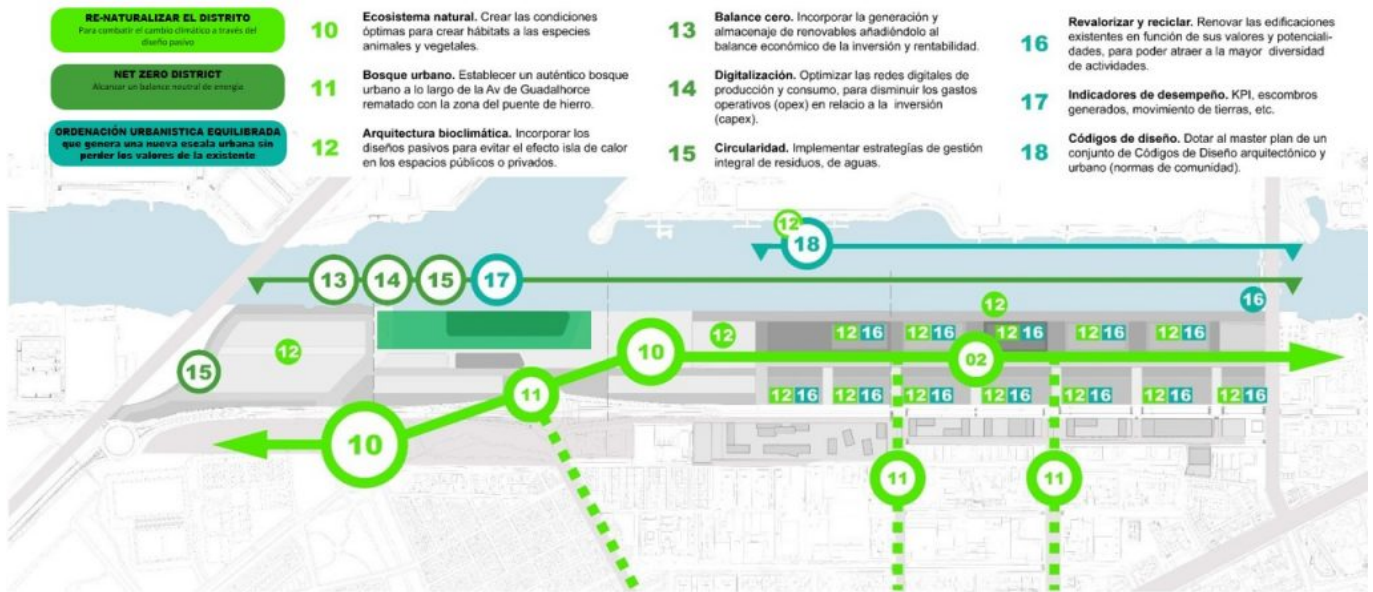 RE-NATURALIZAR EL DISTRITO
Para combatir el cambio climático a través del
diseño pasivo
NET ZERO DISTRICT
Alcanzar un balance neutral de energía
ORDENACIÓN URBANISTICA EQUILIBRADA
que genera una nueva escala urbana sin
perder los valores de la existente
10
Ecosistema natural. Crear las condiciones
óptimas para crear hábitats a las especies
animales y vegetales.
11
Bosque urbano. Establecer un auténtico bosque
urbano a lo largo de la Av de Guadalhorce
rematado con la zona del puente de hierro.
12
Arquitectura bioclimática. Incorporar los
diseños pasivos para evitar el efecto isla de calor
en los espacios públicos o privados.
13
Balance cero. Incorporar la generación y
almacenaje de renovables añadiéndolo al
balance económico de la inversión y rentabilidad.
14
Digitalización. Optimizar las redes digitales de
producción y consumo, para disminuir los gastos
operativos (opex) en relacio a la inversión
(capex).
15
Circularidad. Implementar estrategías de gestión
integral de residuos, de aguas.
16
Revalorizar y reciclar. Renovar las edificaciones
existentes en función de sus valores y potenciali-
dades, para poder atraer a la mayor diversidad
de actividades.
17
Indicadores de desempeño. KPI, escombros
generados, movimiento de tierras, etc.
18
Códigos de diseño. Dotar al master plan de un
conjunto de Códigos de Diseño arquitectónico y
urbano (normas de comunidad).
12
18
13 14 15 17
12 16
12 16 12 16 12 16 12 16 12 16
12 10 12 02
15
11
12 16 12 16 12 16 12 16 12 16 12 16 12 16
10
11 11